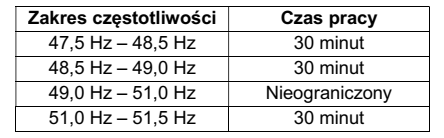 Zakres częstotliwości Czas pracy
47,5 Hz – 48,5 Hz 30 minut
48,5 Hz – 49,0 Hz 30 minut
49,0 Hz – 51,0 Hz Nieograniczony
51,0 Hz – 51,5 Hz 30 minut